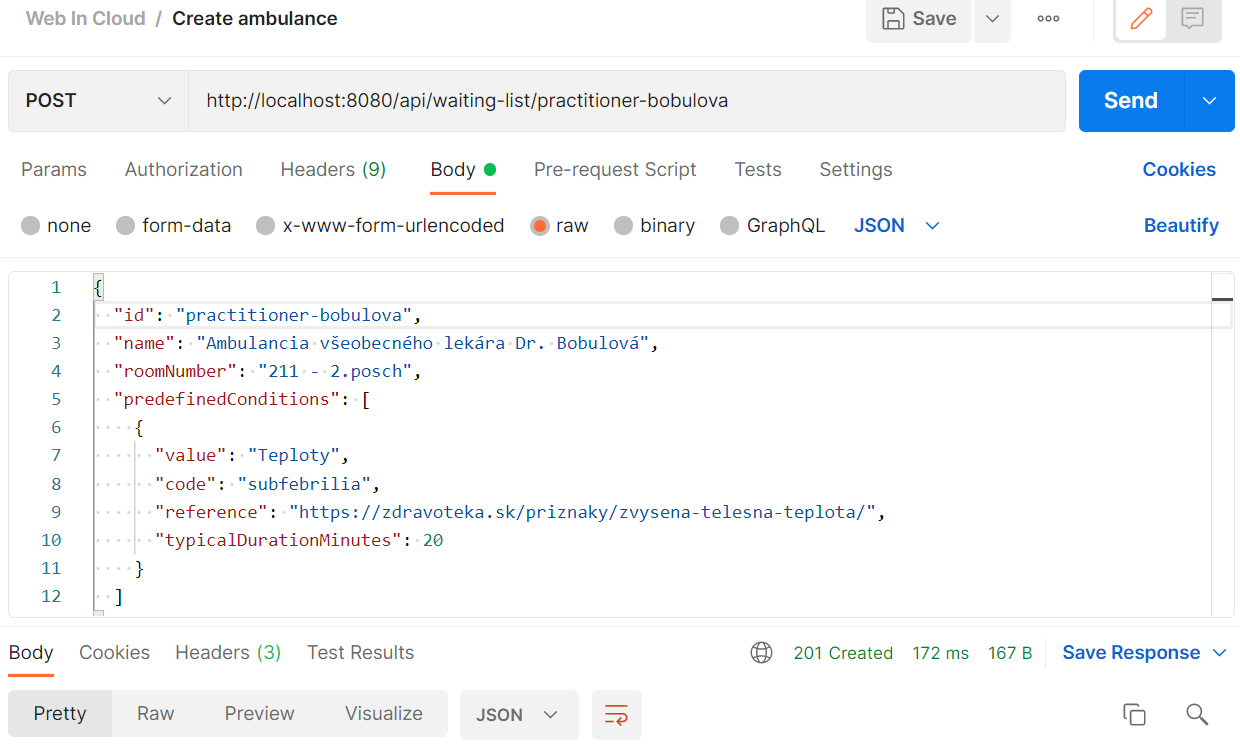 Web In Cloud / Create ambulance
Save
POST http://localhost:8080/api/waiting-list/practitioner-bobulova Send
Params Authorization Headers (9) Body Pre-request Script Tests Settings Cookies
none form-data x-www-form-urlencoded raw binary GraphQL JSON Beautify
1 {
2 "id": "practitioner-bobulova",
3 "name": "Ambulancia všeobecného lekára Dr. Bobulová",
4 "roomNumber": "211 - 2.posch",
5 "predefinedConditions": [
6 {
7 "value": "Teploty",
8 "code": "subfebrilia",
9 "reference": "https://zdravoteka.sk/priznaky/zvysena-telesna-teplota/",
10 "typicalDurationMinutes": 20
11 }
12 ]
Body Cookies Headers (3) Test Results 201 Created 172 ms 167 B Save Response
Pretty Raw Preview Visualize JSON